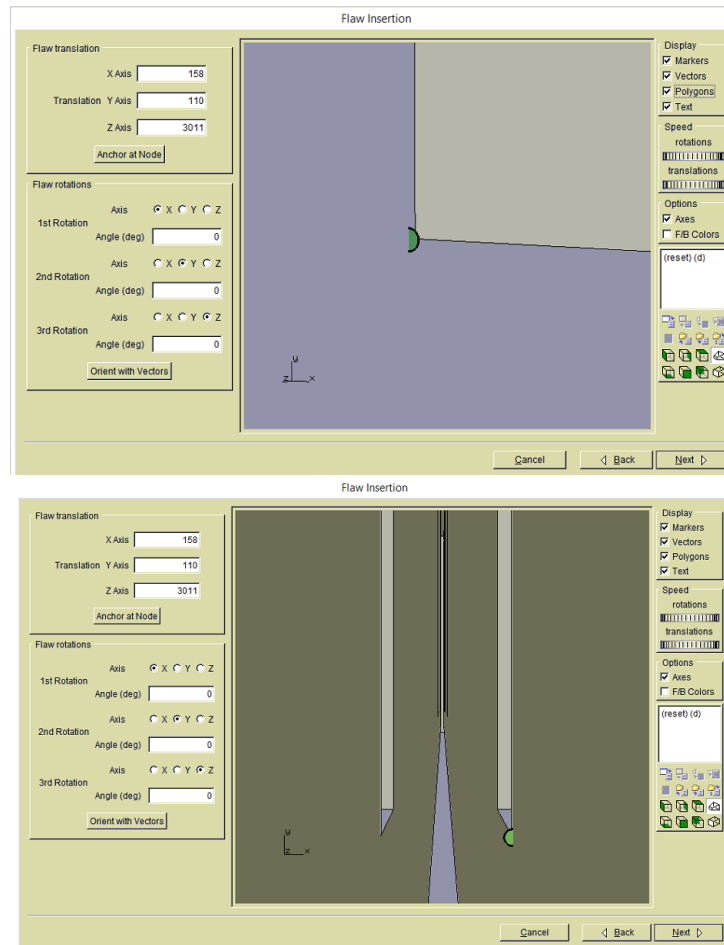 Flaw Insertion
Flaw translation
X Axis 158
Translation Y Axis 110
Z Axis 3011
Anchor at Node
Flaw rotations
Axis X Y Z
1st Rotation
Angle (deg) 0
Axis X Y Z
2nd Rotation
Angle (deg) 0
Axis X Y Z
3rd Rotation
Angle (deg) 0
Orient with Vectors
y
z x
Display
Markers
Vectors
Polygons
Text
Speed
rotations
translations
Options
Axes
F/B Colors
(reset) (d)
Cancel Back Next
Flaw Insertion
Flaw translation
X Axis 158
Translation Y Axis 110
Z Axis 3011
Anchor at Node
Flaw rotations
Axis X Y Z
1st Rotation
Angle (deg) 0
Axis X Y Z
2nd Rotation
Angle (deg) 0
Axis X Y Z
3rd Rotation
Angle (deg) 0
Orient with Vectors
y
z x
Display
Markers
Vectors
Polygons
Text
Speed
rotations
translations
Options
Axes
F/B Colors
(reset) (d)
Cancel Back Next